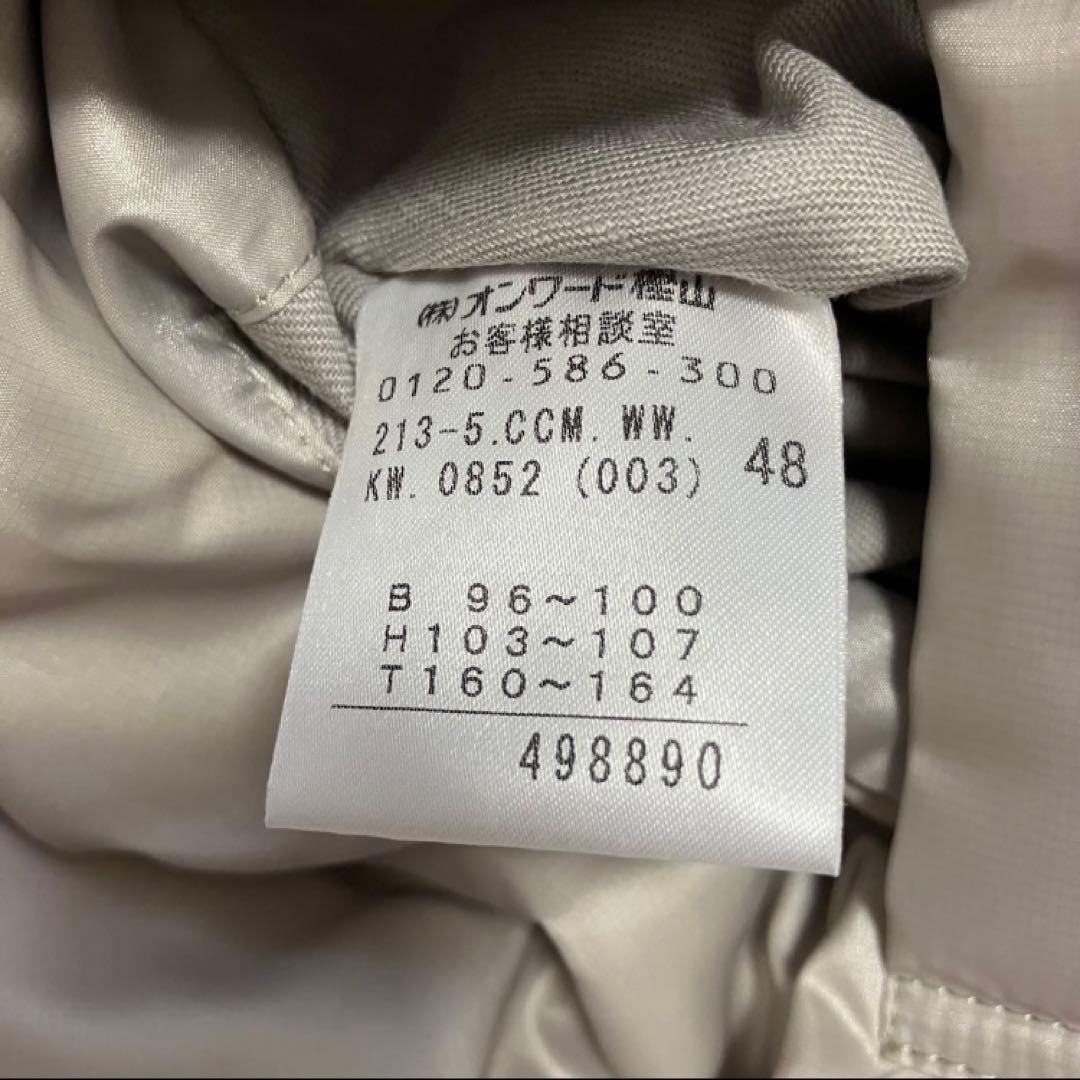 (株)オンワード樫山
お客様相談室
0120-586-300
213-5.CCM.WW.
KW.0852 (003) 48
B 96～100
H103～107
T160～164
498890